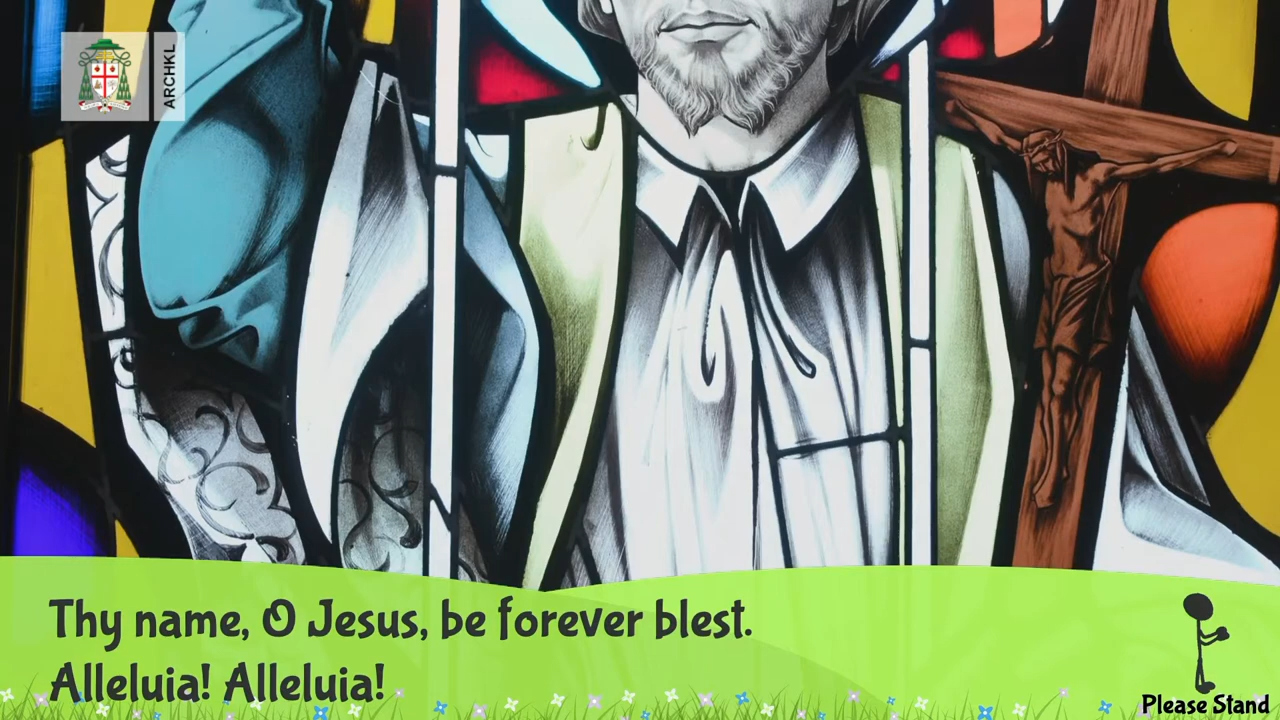 ARCHKL
Thy name, O Jesus, be forever blest.
Alleluia! Alleluia!
Please Stand